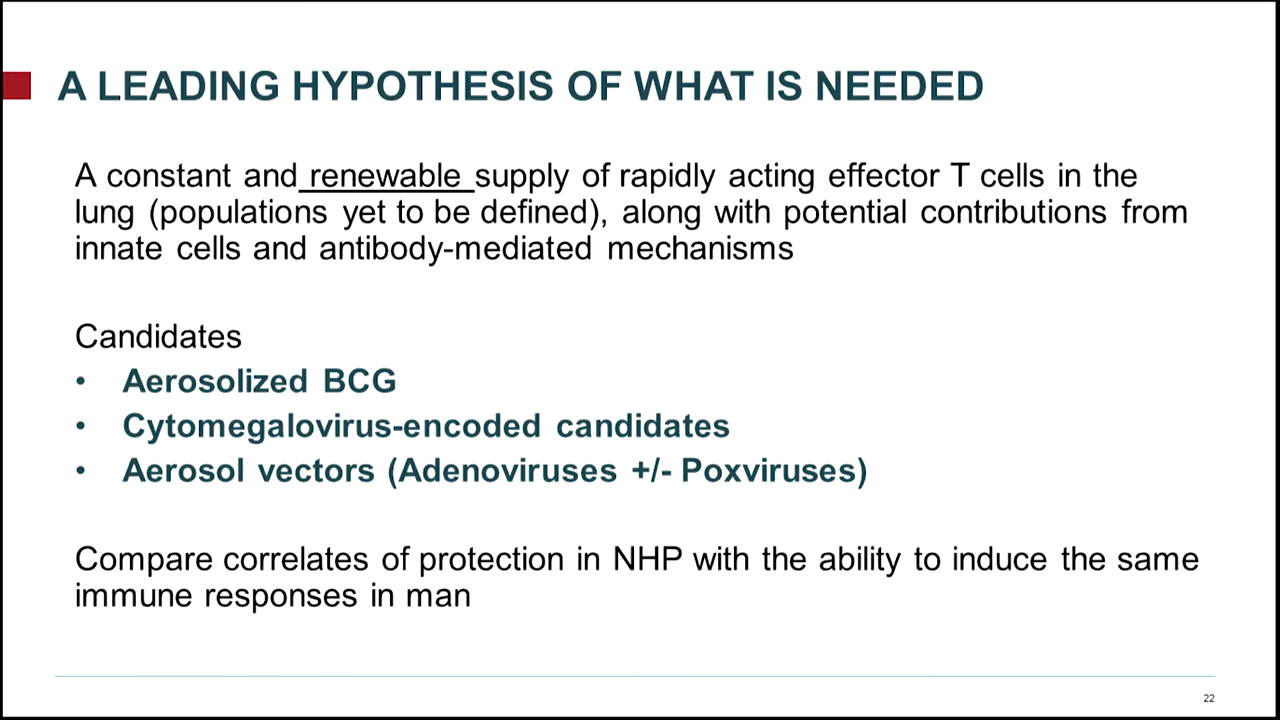 A LEADING HYPOTHESIS OF WHAT IS NEEDED
A constant and renewable supply of rapidly acting effector T cells in the
lung (populations yet to be defined), along with potential contributions from
innate cells and antibody-mediated mechanisms
Candidates
• Aerosolized BCG
• Cytomegalovirus-encoded candidates
• Aerosol vectors (Adenoviruses +/- Poxviruses)
Compare correlates of protection in NHP with the ability to induce the same
immune responses in man
22